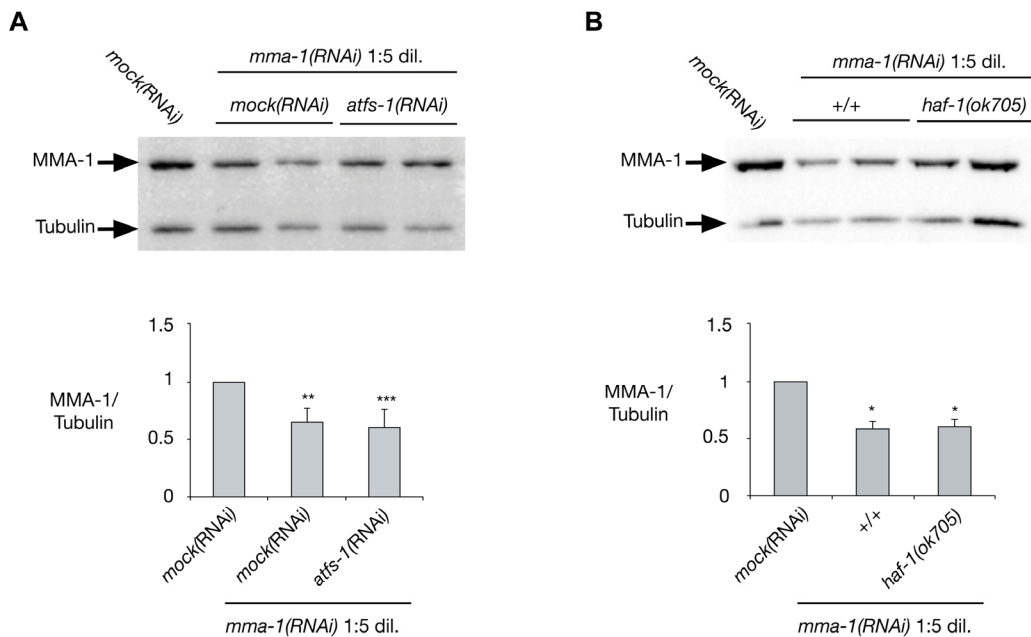 A
mma-1(RNAi) 1:5 dil.
mock(RNAi)
mock(RNAi) atfs-1(RNAi)
MMA-1
Tubulin
1.5
1
0.5
0
MMA-1/
Tubulin
**
***
mock(RNAi)
mock(RNAi)
atfs-1(RNAi)
mma-1(RNAi) 1:5 dil.
B
mma-1(RNAi) 1:5 dil.
mock(RNAi)
+/+ haf-1(ok705)
MMA-1
Tubulin
1.5
1
0.5
0
MMA-1/
Tubulin
*
*
mock(RNAi)
+/+
haf-1(ok705)
mma-1(RNAi) 1:5 dil.